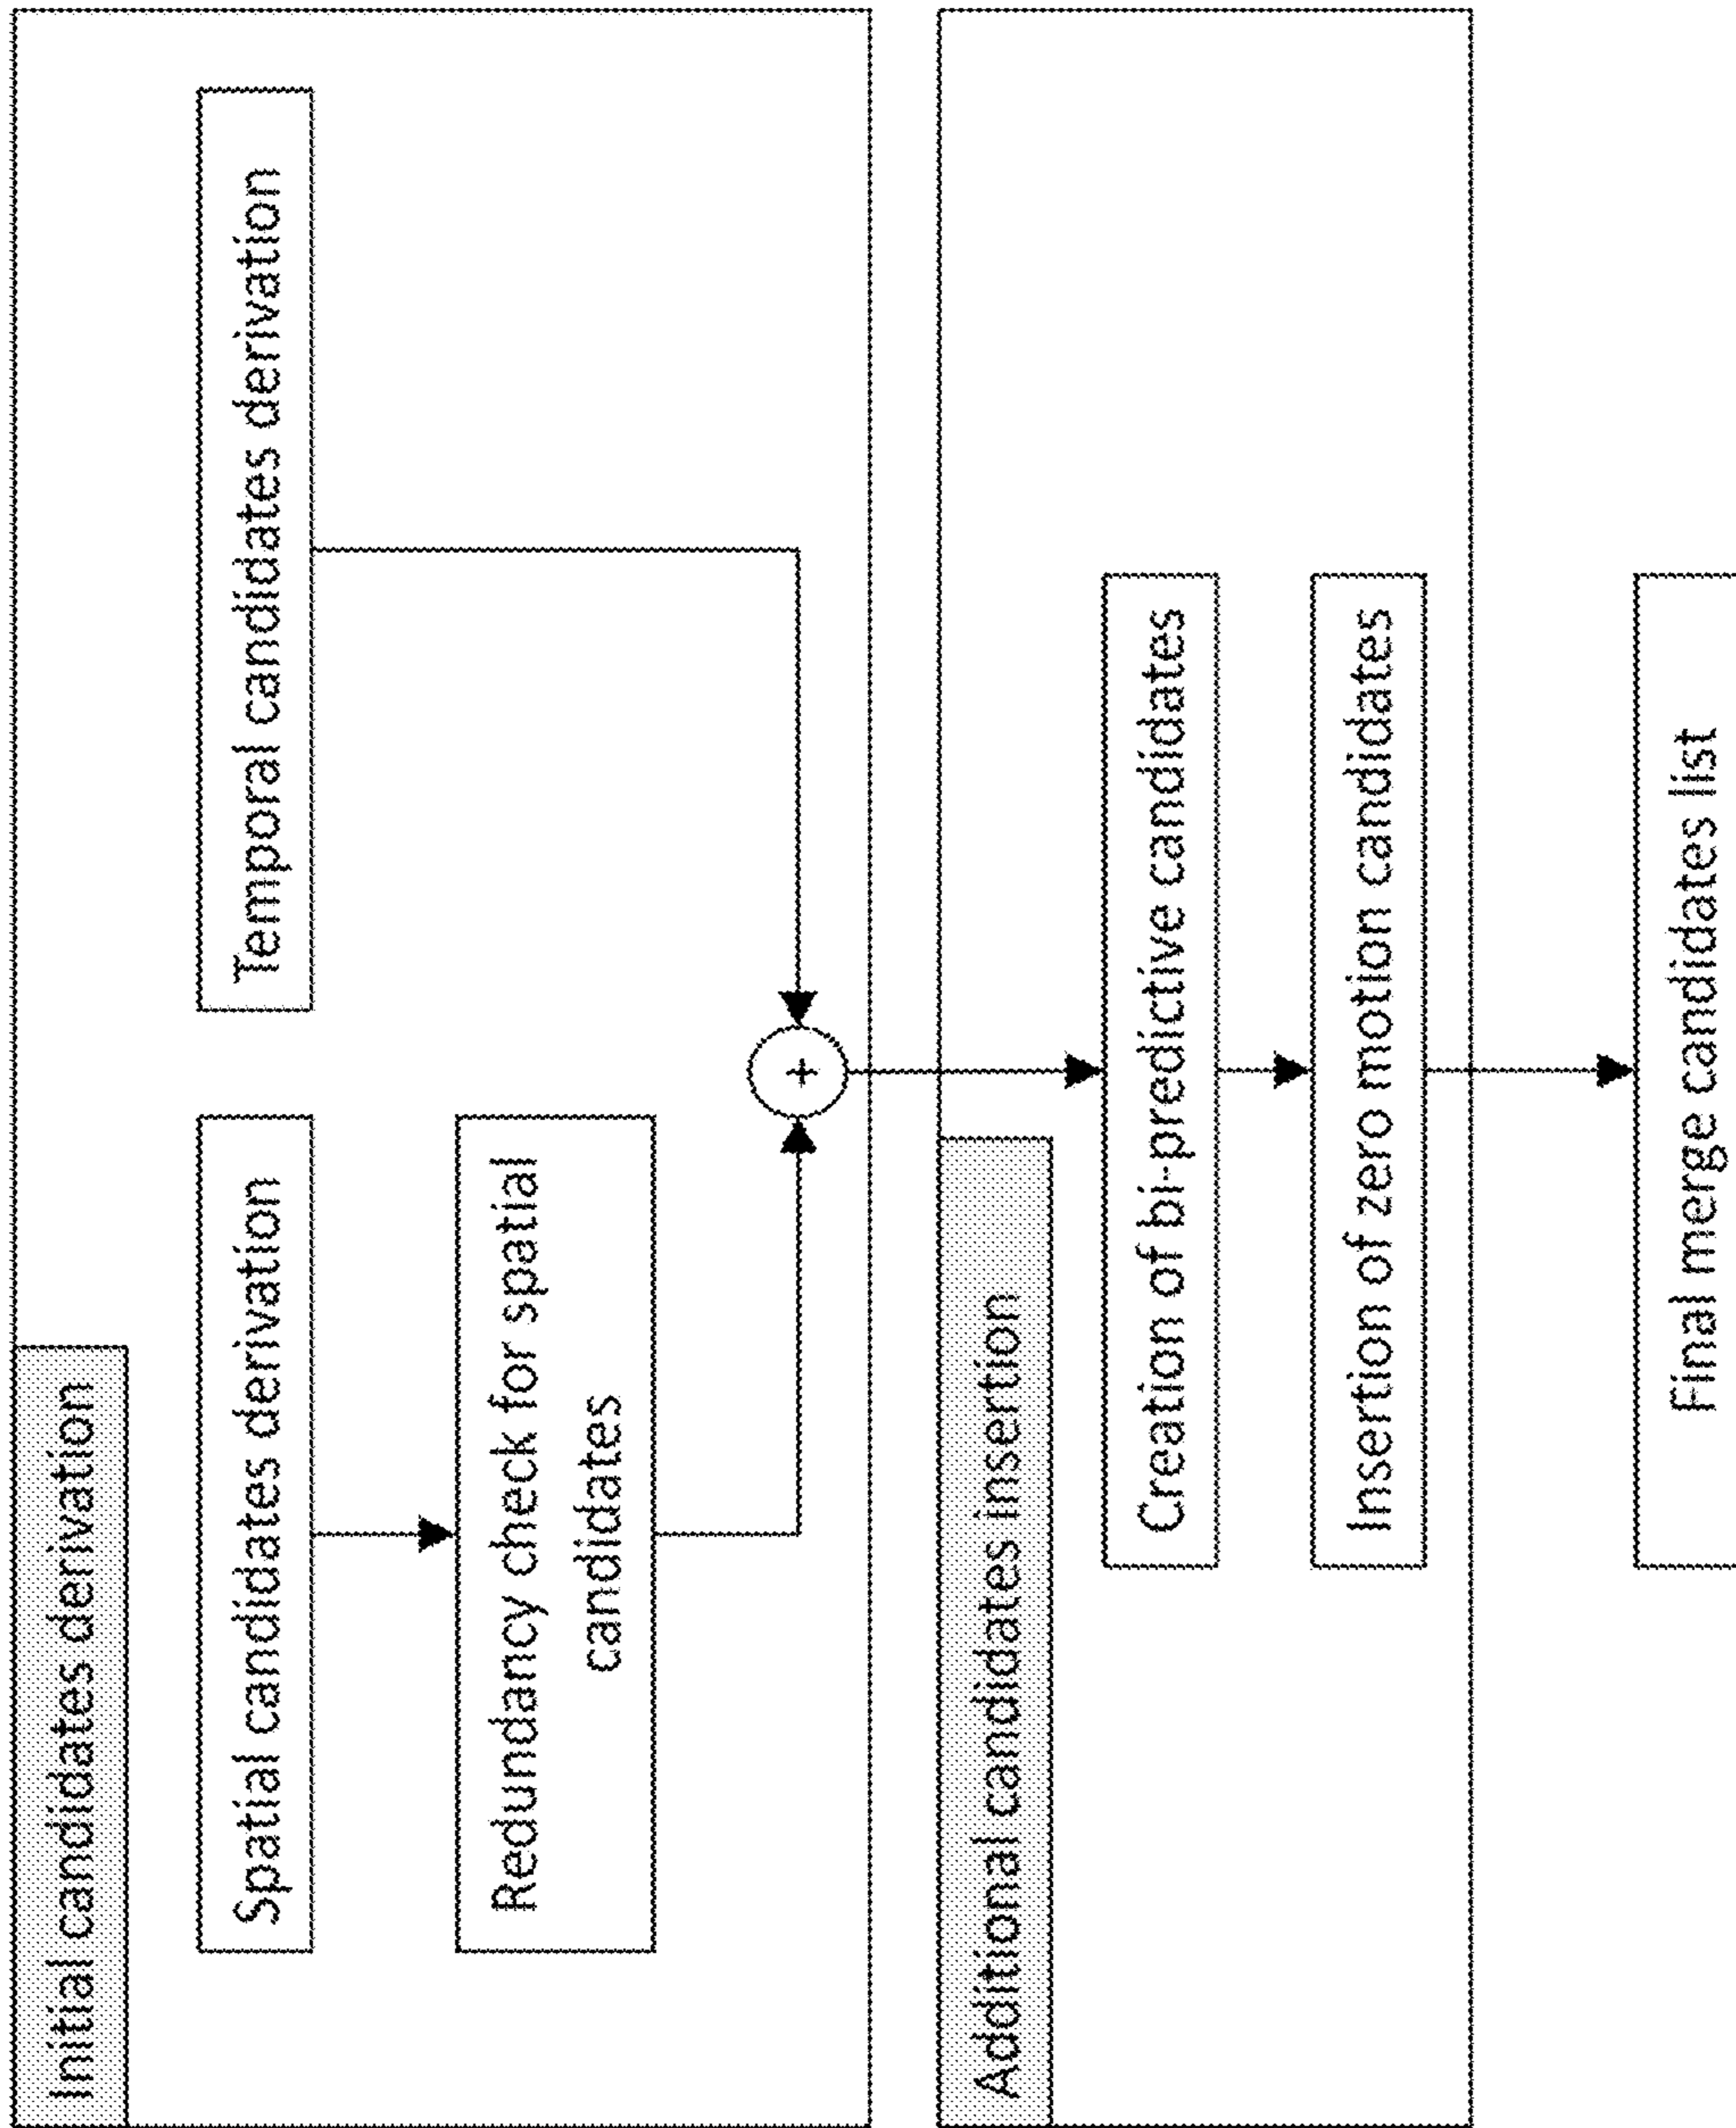 Initial candidates derivation
Spatial candidates derivation
Temporal candidates derivation
Redundancy check for spatial
candidates
+
Additional candidates insertion
Creation of bi-predictive candidates
Insertion of zero motion candidates
Final merge candidates list